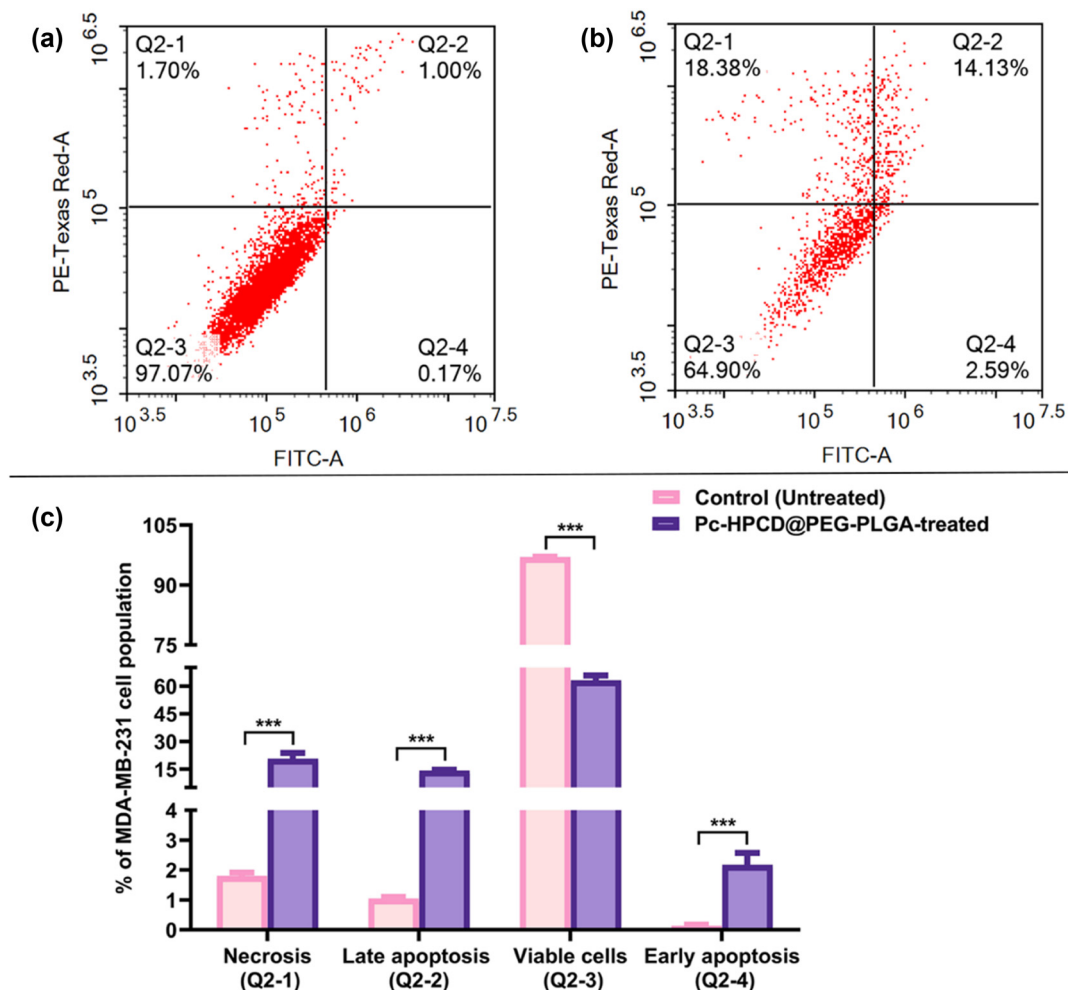 (a)
Q2-1
1.70%
Q2-2
1.00%
Q2-3
97.07%
Q2-4
0.17%
PE-Texas Red-A
10^6.5
10^5
10^3.5
10^3.5
10^5
10^6
10^7.5
FITC-A
(b)
Q2-1
18.38%
Q2-2
14.13%
Q2-3
64.90%
Q2-4
2.59%
PE-Texas Red-A
10^6.5
10^5
10^3.5
10^3.5
10^5
10^6
10^7.5
FITC-A
(c)
Control (Untreated)
Pc-HPCD@PEG-PLGA-treated
% of MDA-MB-231 cell population
105
90
75
60
45
30
15
4
3
2
1
0
***
***
***
***
Necrosis
(Q2-1)
Late apoptosis
(Q2-2)
Viable cells
(Q2-3)
Early apoptosis
(Q2-4)